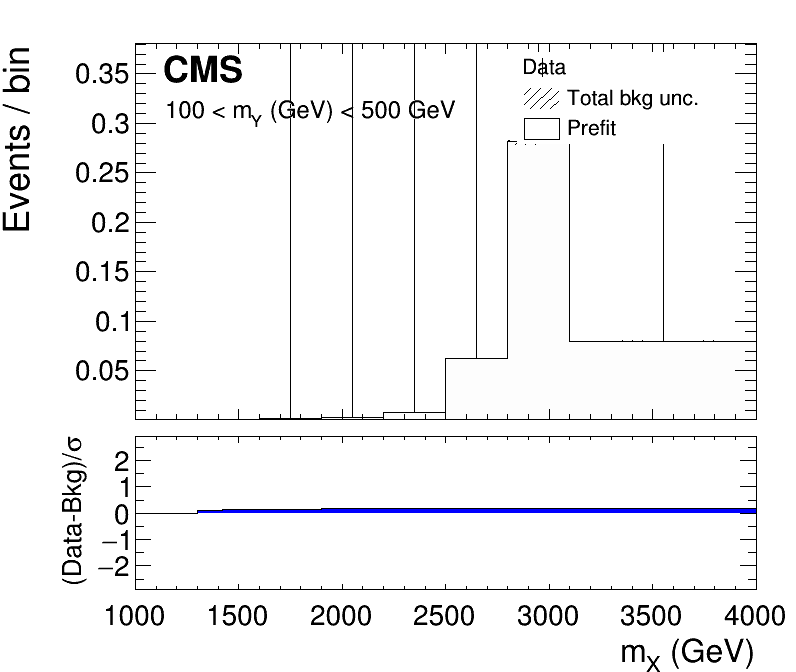 Events / bin
0.35
0.3
0.25
0.2
0.15
0.1
0.05
CMS
100 < mY (GeV) < 500 GeV
Data
Total bkg unc.
Prefit
(Data-Bkg)/σ
2
1
0
−1
−2
1000 1500 2000 2500 3000 3500 4000
mX (GeV)